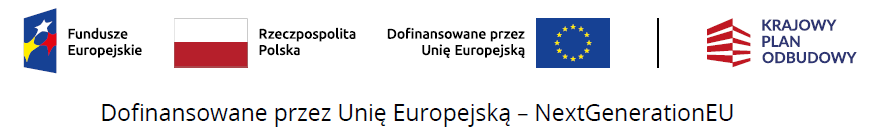 Fundusze
Europejskie
Rzeczpospolita
Polska
Dofinansowane przez
Unię Europejską
KRAJOWY
PLAN
ODBUDOWY
Dofinansowane przez Unię Europejską – NextGenerationEU